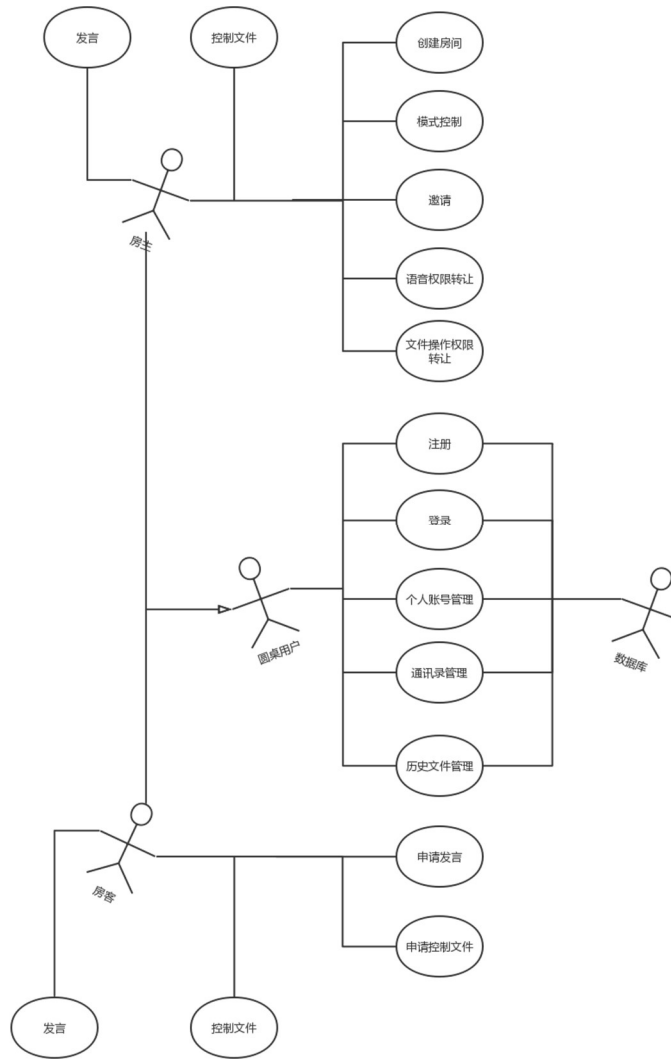 发言
控制文件
创建房间
模式控制
邀请
房主
语音权限转让
文件操作权限
转让
注册
登录
个人账号管理
圆桌用户
数据库
通讯录管理
历史文件管理
房客
申请发言
申请控制文件
发言
控制文件